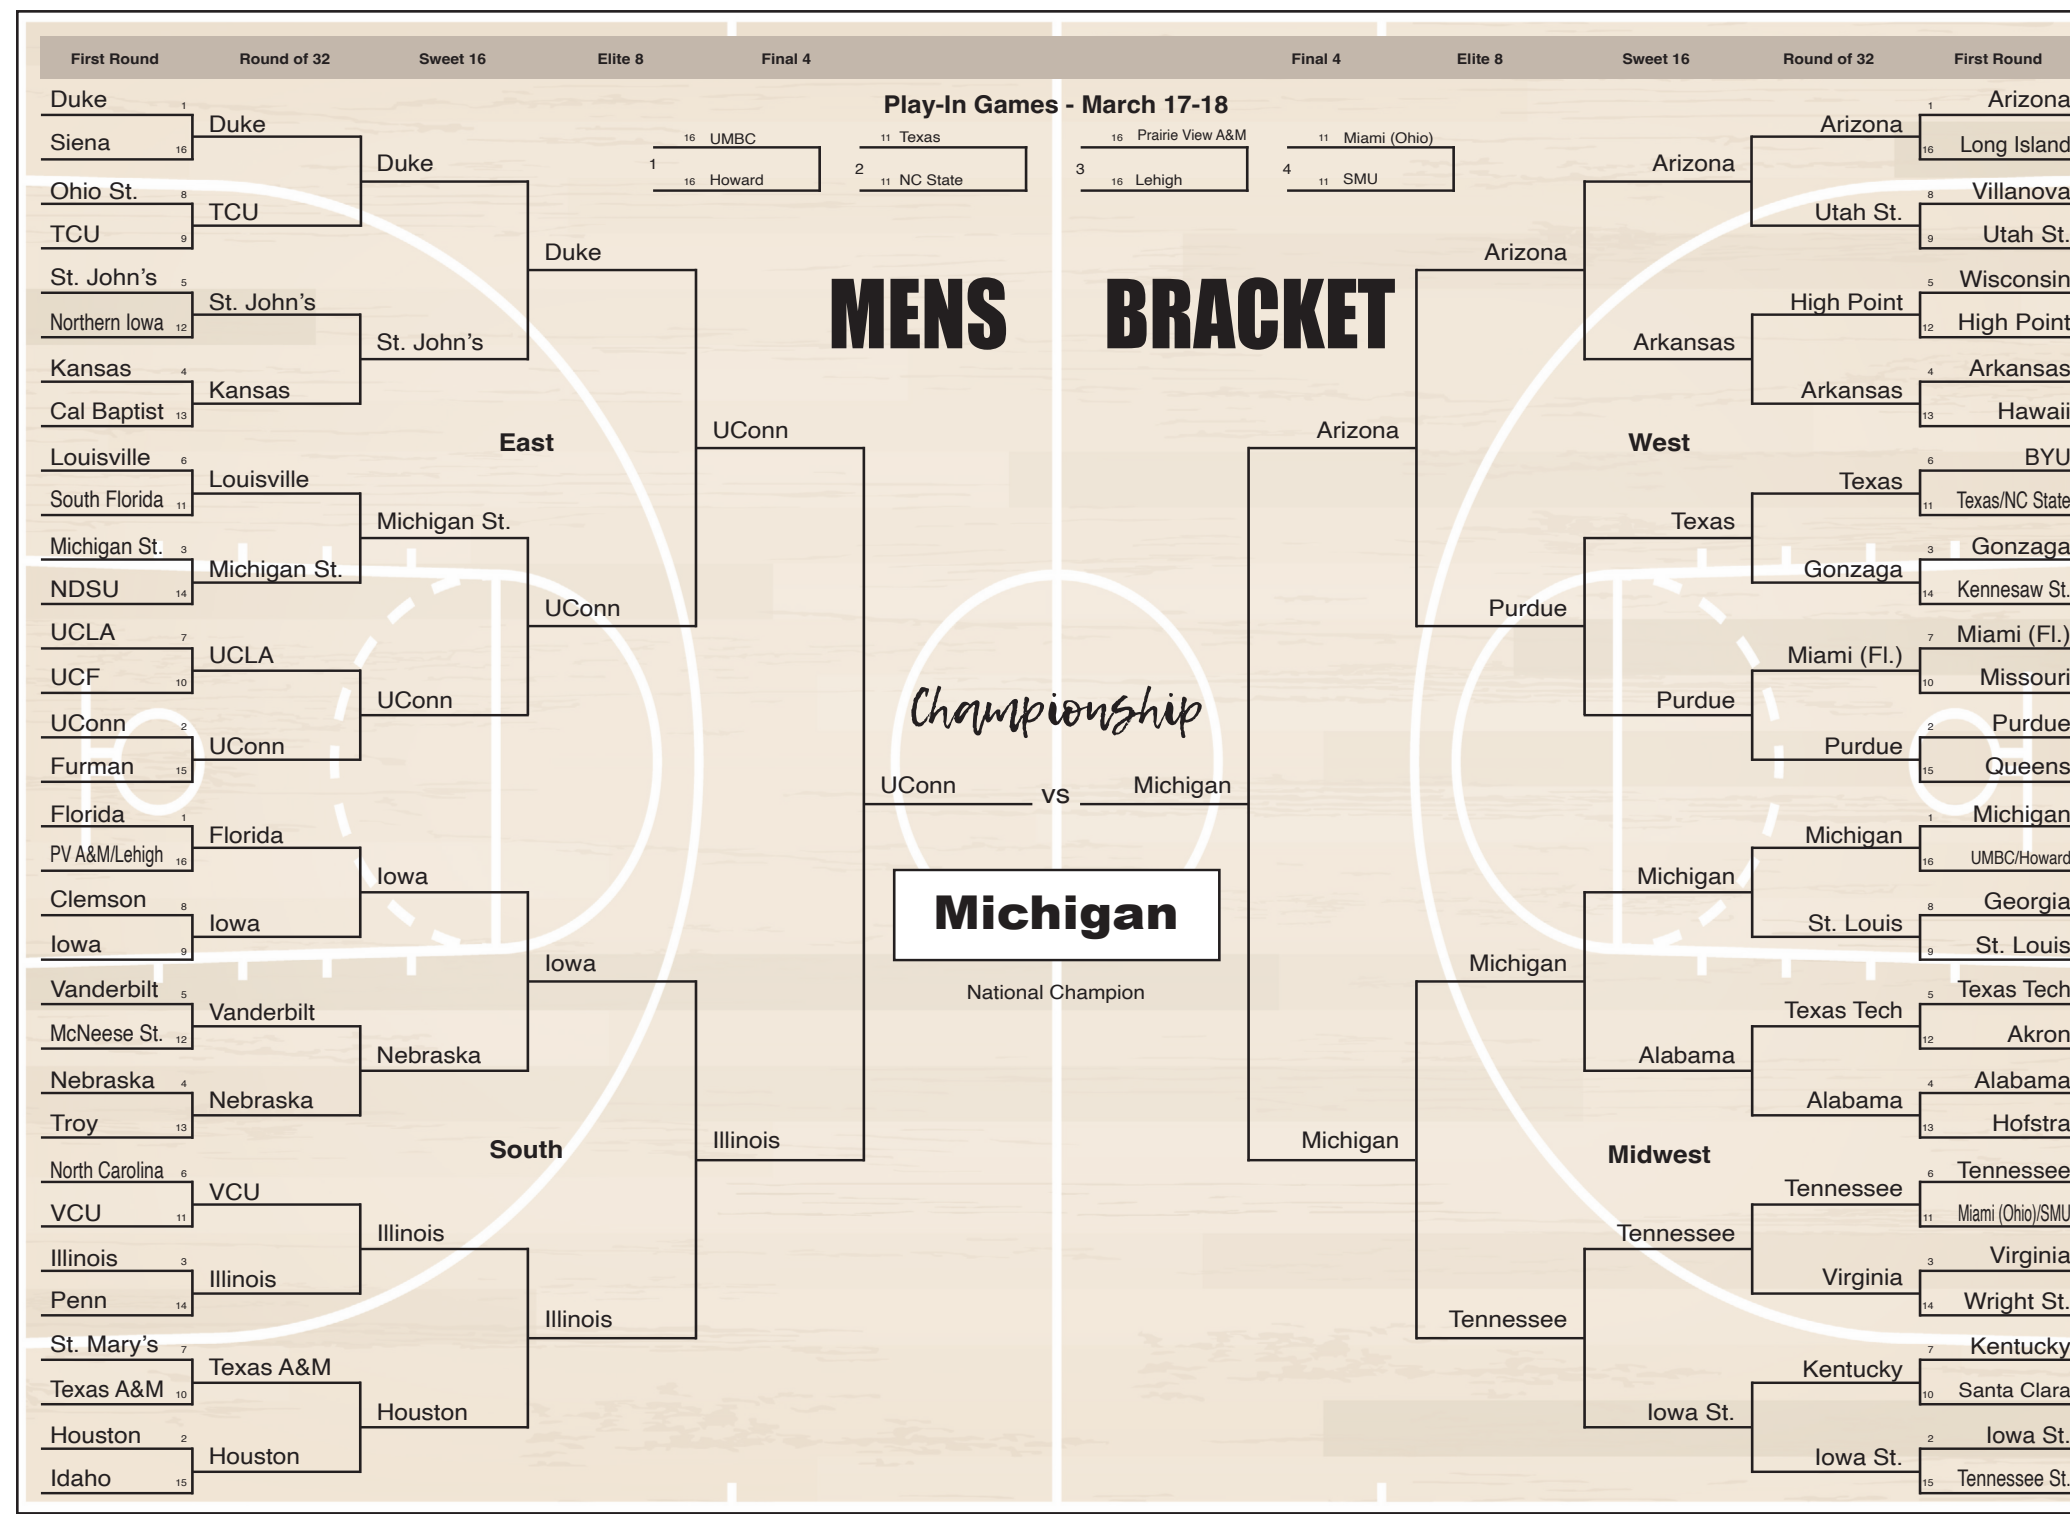 First Round Round of 32 Sweet 16 Elite 8 Final 4 Final 4 Elite 8 Sweet 16 Round of 32 First Round
Play-In Games - March 17-18
1
16 UMBC
16 Howard
2
11 Texas
11 NC State
3
16 Prairie View A&M
16 Lehigh
4
11 Miami (Ohio)
11 SMU
MENS BRACKET
East
Duke 1
Siena 16
Ohio St. 8
TCU 9
St. John's 5
Northern Iowa 12
Kansas 4
Cal Baptist 13
Louisville 6
South Florida 11
Michigan St. 3
NDSU 14
UCLA 7
UCF 10
UConn 2
Furman 15
Duke
TCU
St. John's
Kansas
Louisville
Michigan St.
UCLA
UConn
Duke
St. John's
Michigan St.
UConn
Duke
UConn
UConn
South
Florida 1
PV A&M/Lehigh 16
Clemson 8
Iowa 9
Vanderbilt 5
McNeese St. 12
Nebraska 4
Troy 13
North Carolina 6
VCU 11
Illinois 3
Penn 14
St. Mary's 7
Texas A&M 10
Houston 2
Idaho 15
Florida
Iowa
Vanderbilt
Nebraska
VCU
Illinois
Texas A&M
Houston
Iowa
Nebraska
Illinois
Houston
Iowa
Illinois
Illinois
Championship
UConn vs Michigan
Michigan
National Champion
West
Arizona
Arizona
Purdue
Arizona
Arkansas
Texas
Purdue
Arizona
Utah St.
High Point
Arkansas
Texas
Gonzaga
Miami (Fl.)
Purdue
1 Arizona
16 Long Island
8 Villanova
9 Utah St.
5 Wisconsin
12 High Point
4 Arkansas
13 Hawaii
6 BYU
11 Texas/NC State
3 Gonzaga
14 Kennesaw St.
7 Miami (Fl.)
10 Missouri
2 Purdue
15 Queens
Midwest
Michigan
Michigan
Tennessee
Michigan
Alabama
Tennessee
Iowa St.
Michigan
St. Louis
Texas Tech
Alabama
Tennessee
Virginia
Kentucky
Iowa St.
1 Michigan
16 UMBC/Howard
8 Georgia
9 St. Louis
5 Texas Tech
12 Akron
4 Alabama
13 Hofstra
6 Tennessee
11 Miami (Ohio)/SMU
3 Virginia
14 Wright St.
7 Kentucky
10 Santa Clara
2 Iowa St.
15 Tennessee St.